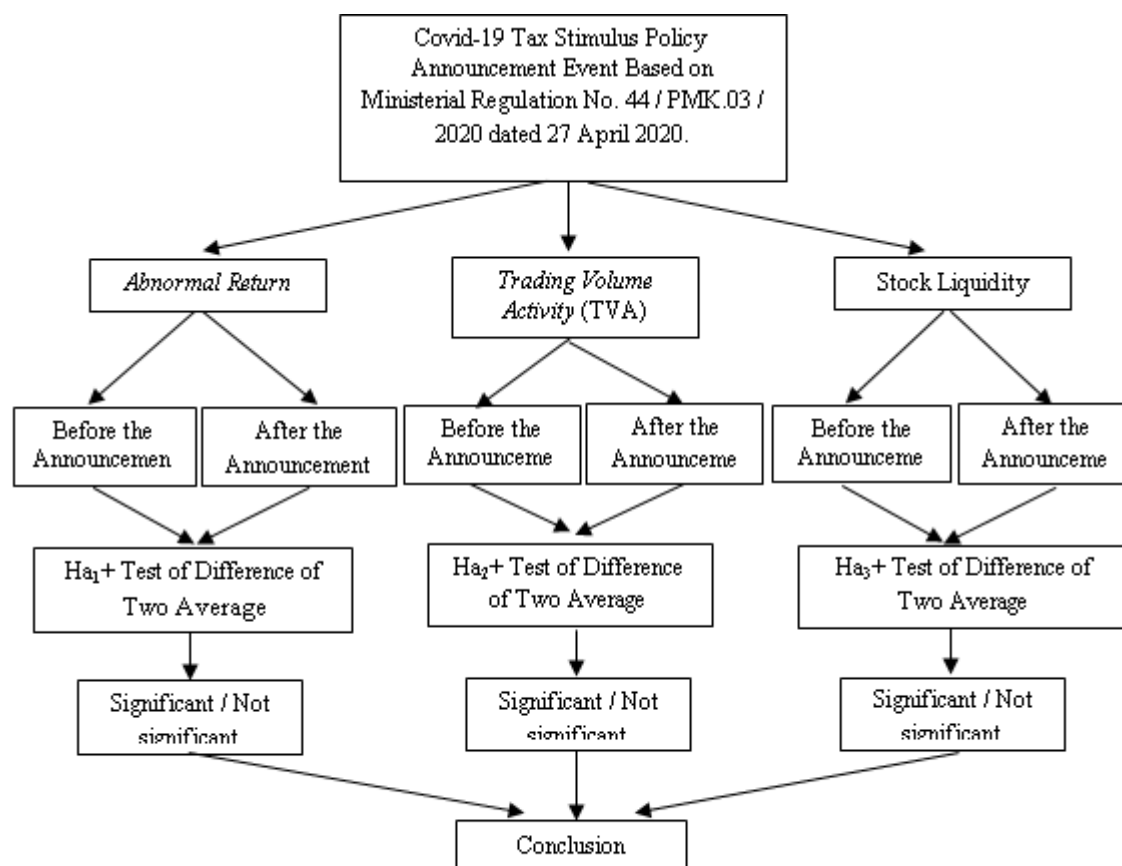 Covid-19 Tax Stimulus Policy
Announcement Event Based on
Ministerial Regulation No. 44 / PMK.03 /
2020 dated 27 April 2020.
Abnormal Return
Trading Volume
Activity (TVA)
Stock Liquidity
Before the
Announcemen
After the
Announcement
Before the
Announceme
After the
Announceme
Before the
Announceme
After the
Announceme
Ha₁+ Test of Difference of
Two Average
Ha₂+ Test of Difference
of Two Average
Ha₃+ Test of Difference of
Two Average
Significant / Not
significant
Significant / Not
significant
Significant / Not
significant
Conclusion